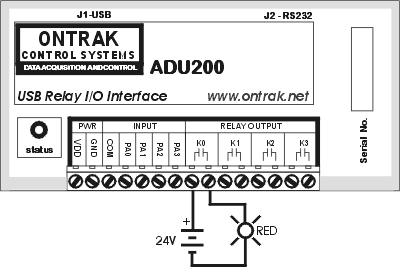 J1-USB J2-RS232
ONTRAK
CONTROL SYSTEMS
DATA ACQUISITION AND CONTROL
ADU200
USB Relay I/O Interface www.ontrak.net
status
Serial No.
PWR INPUT RELAY OUTPUT
VDD GND COM PA0 PA1 PA2 PA3 K0 K1 K2 K3
+
24V
RED